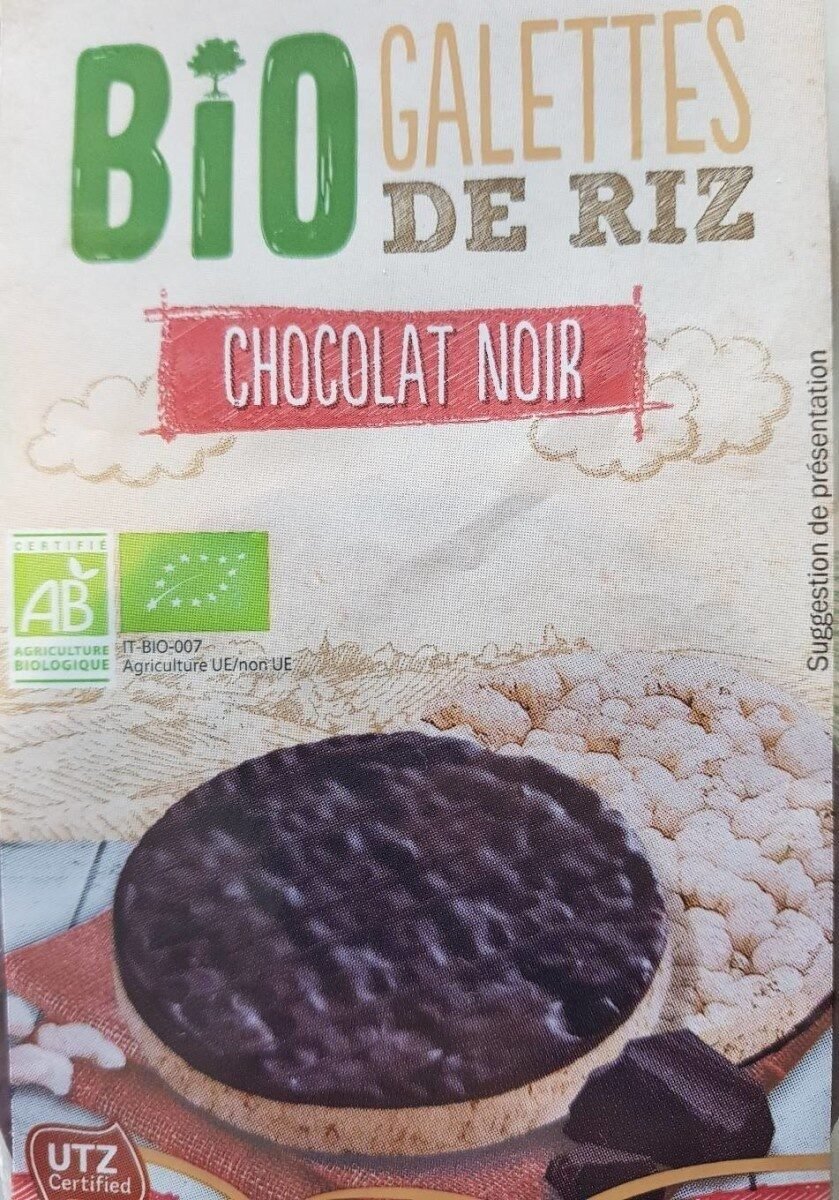 BIO
GALETTES
DE RIZ
CHOCOLAT NOIR
Suggestion de présentation
CERTIFIÉ
AB
AGRICULTURE
BIOLOGIQUE
IT-BIO-007
Agriculture UE/non UE
UTZ
Certified